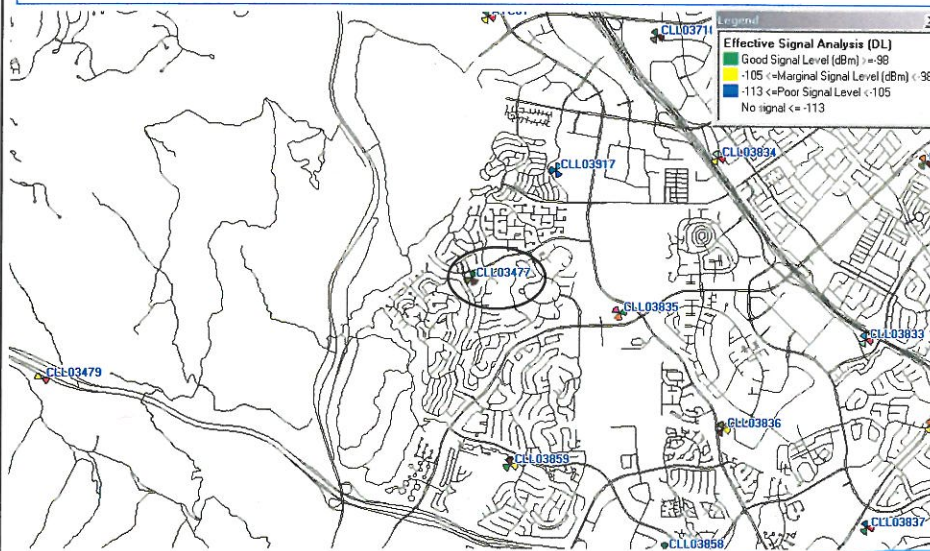 CLL0371
Legend
Effective Signal Analysis (DL)
Good Signal Level (dBm) >=-98
-105 <=Marginal Signal Level (dBm) <-98
-113 <=Poor Signal Level <-105
No signal <= -113
CLL03834
CLL03917
CLL03477
CLL03835
CLL03833
CLL03479
CLL03836
CLL03859
CLL03837
CLL03858